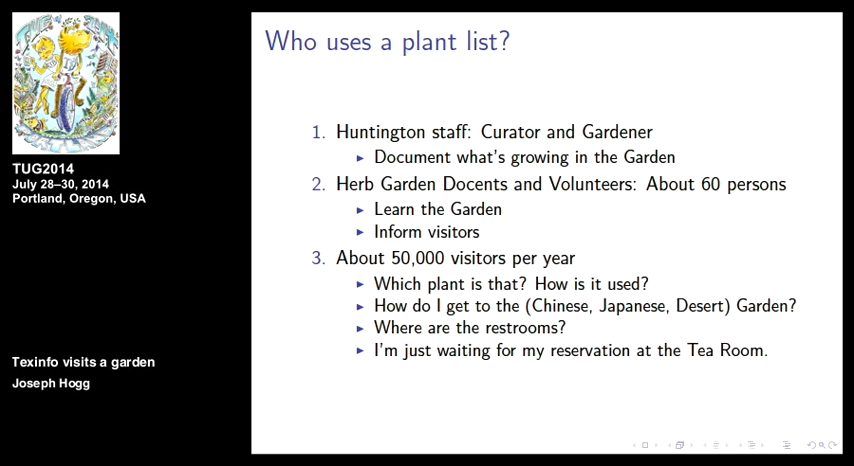 TUG2014
July 28–30, 2014
Portland, Oregon, USA
Texinfo visits a garden
Joseph Hogg
Who uses a plant list?
1. Huntington staff: Curator and Gardener
Document what's growing in the Garden
2. Herb Garden Docents and Volunteers: About 60 persons
Learn the Garden
Inform visitors
3. About 50,000 visitors per year
Which plant is that? How is it used?
How do I get to the (Chinese, Japanese, Desert) Garden?
Where are the restrooms?
I'm just waiting for my reservation at the Tea Room.